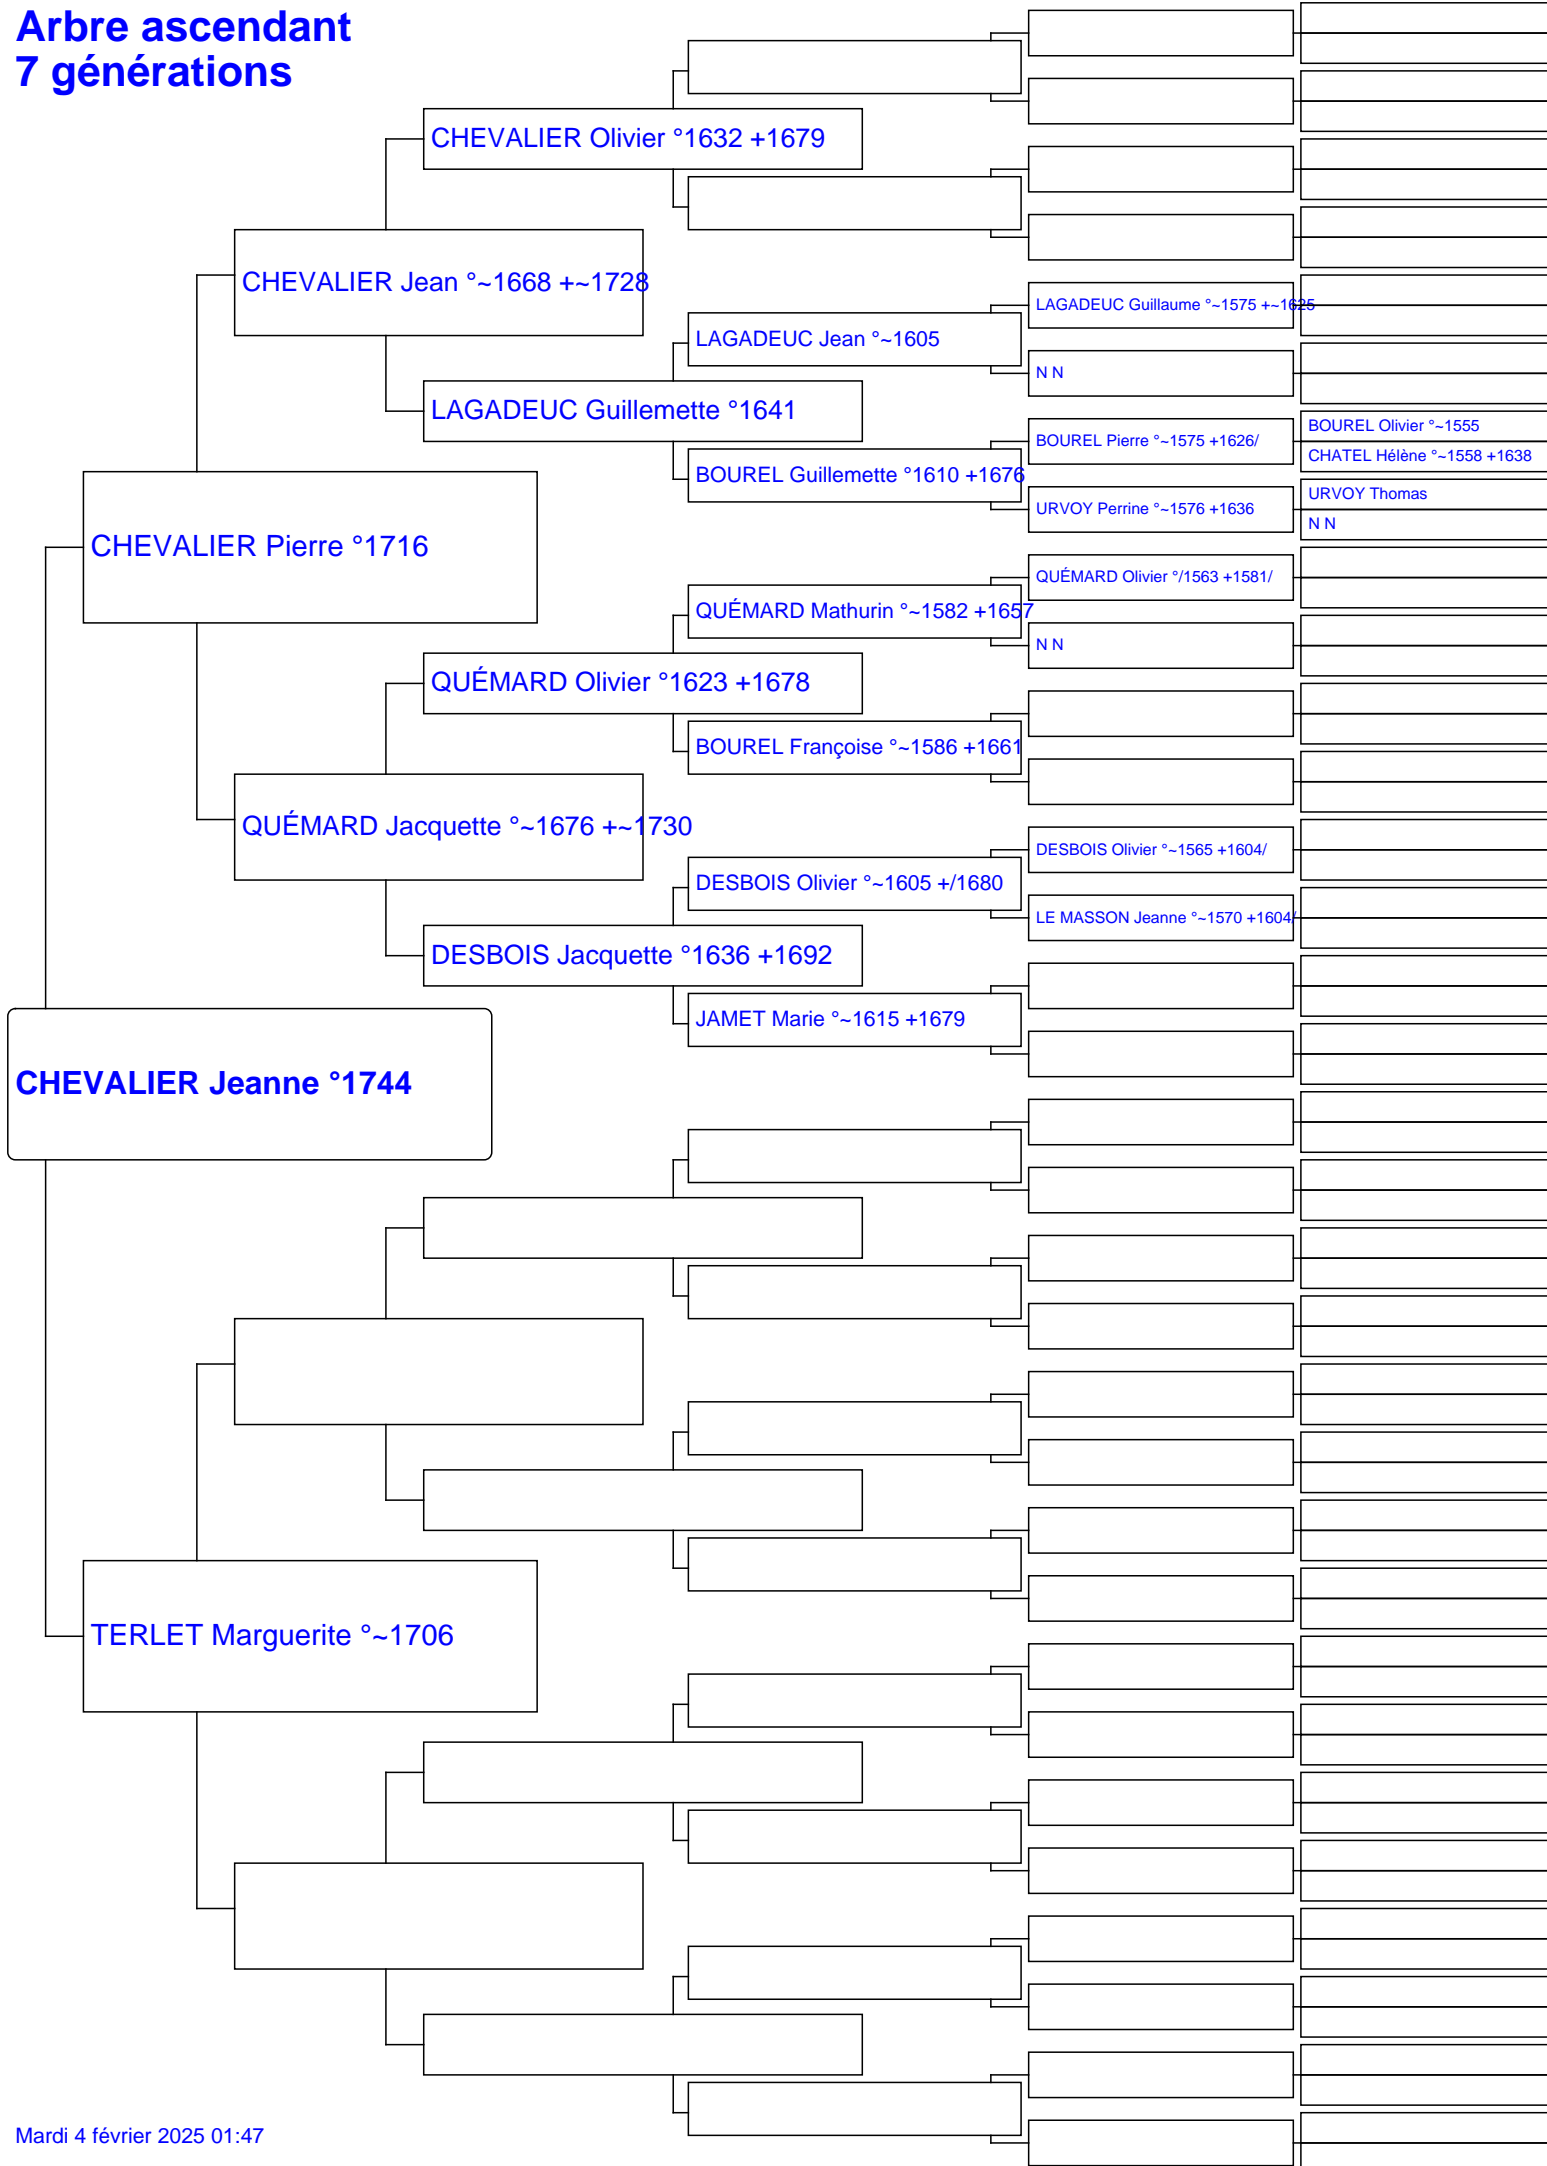 Arbre ascendant
7 générations
CHEVALIER Olivier °1632 +1679
CHEVALIER Jean °~1668 +~1728
LAGADEUC Guillaume °~1575 +~1625
LAGADEUC Jean °~1605
N N
LAGADEUC Guillemette °1641
BOUREL Olivier °~1555
BOUREL Pierre °~1575 +1626/
CHATEL Hélène °~1558 +1638
BOUREL Guillemette °1610 +1676
URVOY Thomas
URVOY Perrine °~1576 +1636
N N
CHEVALIER Pierre °1716
QUÉMARD Olivier °/1563 +1581/
QUÉMARD Mathurin °~1582 +1657
N N
QUÉMARD Olivier °1623 +1678
BOUREL Françoise °~1586 +1661
QUÉMARD Jacquette °~1676 +~1730
DESBOIS Olivier °~1565 +1604/
DESBOIS Olivier °~1605 +/1680
LE MASSON Jeanne °~1570 +1604/
DESBOIS Jacquette °1636 +1692
JAMET Marie °~1615 +1679
CHEVALIER Jeanne °1744
TERLET Marguerite °~1706
Mardi 4 février 2025 01:47